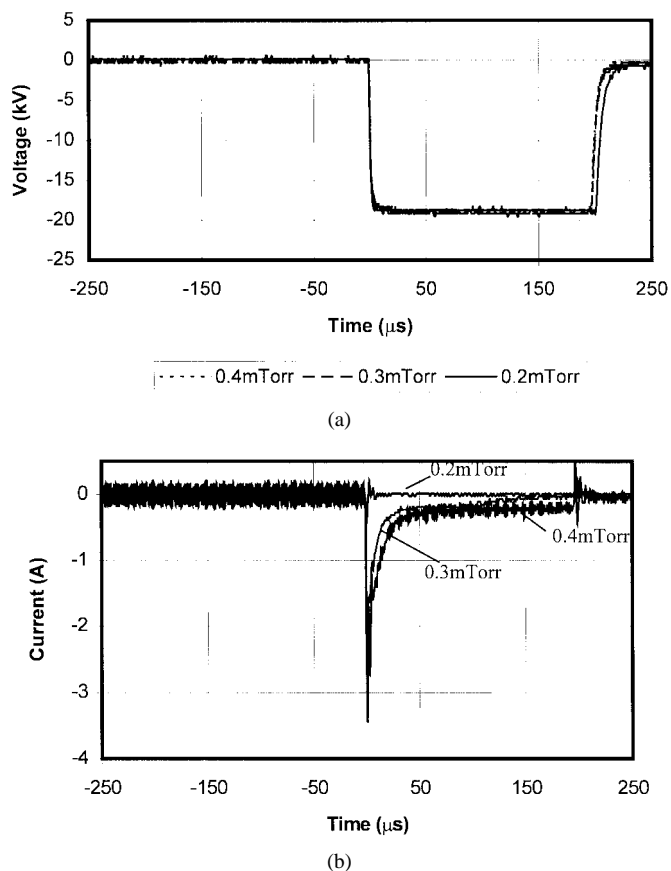 5
0
-5
-10
-15
-20
-25
Voltage (kV)
-250 -150 -50 50 150 250
Time (μs)
0.4mTorr 0.3mTorr 0.2mTorr
(a)
0.2mTorr
0
-1
-2
-3
-4
Current (A)
0.4mTorr
0.3mTorr
-250 -150 -50 50 150 250
Time (μs)
(b)